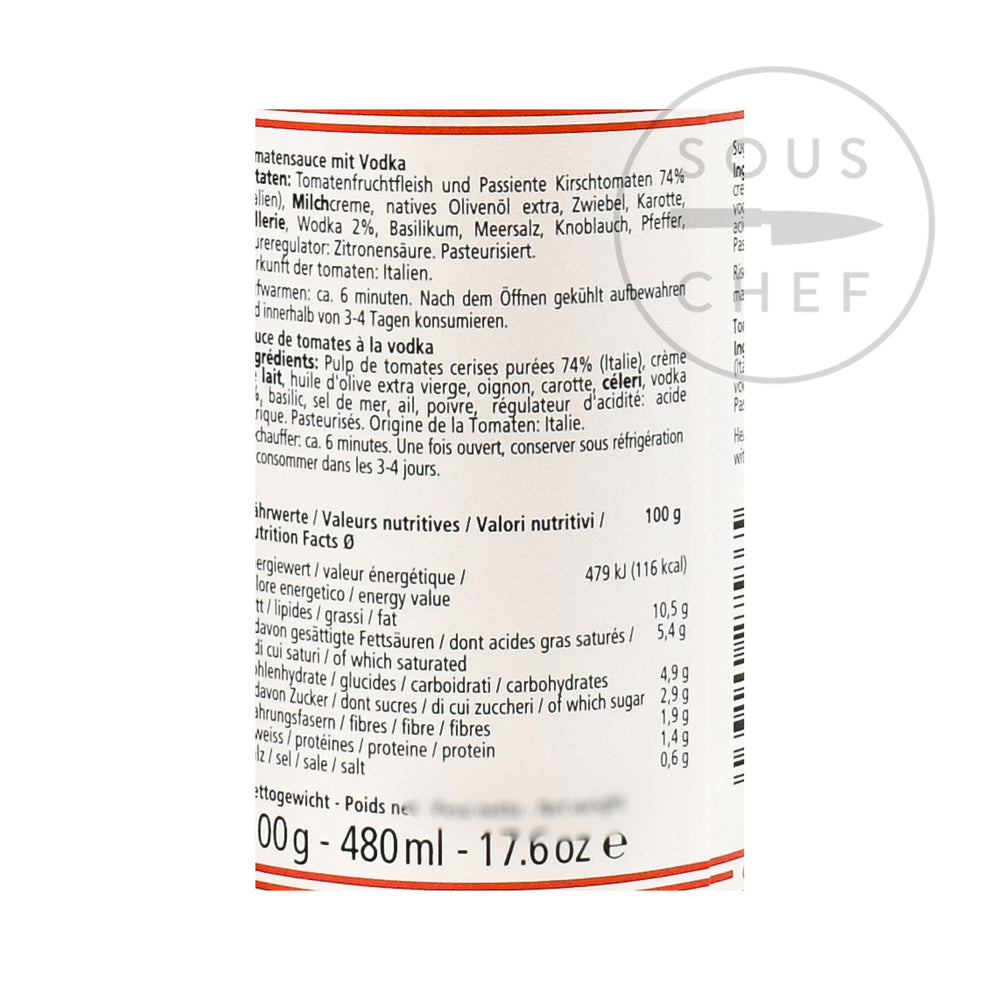 matensauce mit Vodka
taten: Tomatenfruchtfleish und Passiente Kirschtomaten 74%
alien), Milchcreme, natives Olivenöl extra, Zwiebel, Karotte,
llerie, Wodka 2%, Basilikum, Meersalz, Knoblauch, Pfeffer,
ureregulator: Zitronensäure. Pasteurisiert.
rkunft der tomaten: Italien.
fwarmen: ca. 6 minuten. Nach dem Öffnen gekühlt aufbewahren
d innerhalb von 3-4 Tagen konsumieren.
uce de tomates à la vodka
grédients: Pulp de tomates cerises purées 74% (Italie), crème
lait, huile d'olive extra vierge, oignon, carotte, céleri, vodka
%, basilic, sel de mer, ail, poivre, régulateur d'acidité: acide
rique. Pasteurisés. Origine de la Tomaten: Italie.
chauffer: ca. 6 minutes. Une fois ouvert, conserver sous réfrigération
consommer dans les 3-4 jours.
ährwerte / Valeurs nutritives / Valori nutritivi / 100 g
utrition Facts Ø
ergiewert / valeur énergétique / 479 kJ (116 kcal)
lore energetico / energy value
tt / lipides / grassi / fat 10,5 g
davon gesättigte Fettsäuren / dont acides gras saturés / 5,4 g
di cui saturi / of which saturated
ohlenhydrate / glucides / carboidrati / carbohydrates 4,9 g
davon Zucker / dont sucres / di cui zuccheri / of which sugar 2,9 g
ahrungsfasern / fibres / fibre / fibres 1,9 g
weiss / protéines / proteine / protein 1,4 g
lz / sel / sale / salt 0,6 g
ettogewicht - Poids ne
00g - 480ml - 17.6oz e
SOUS
CHEF